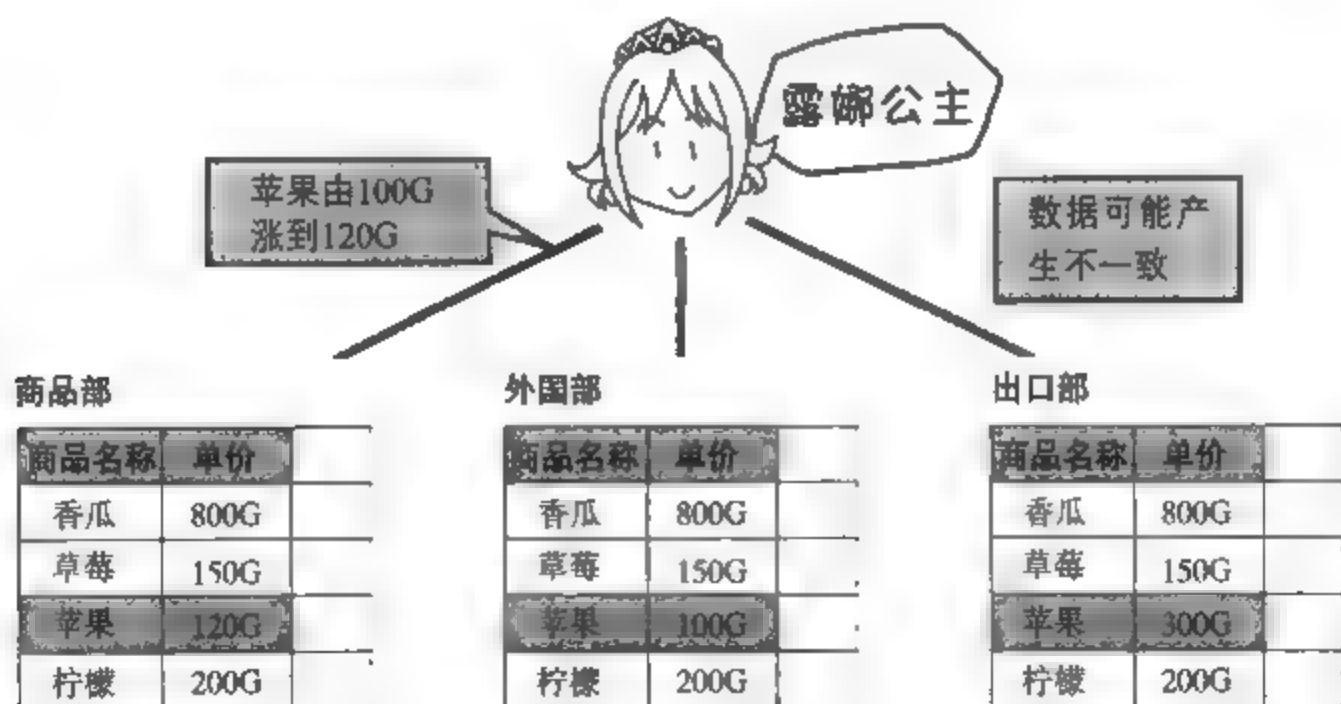 露娜公主
苹果由100G
涨到120G
数据可能产
生不一致
商品部
商品名称 单价
香瓜 800G
草莓 150G
苹果 120G
柠檬 200G
外国部
商品名称 单价
香瓜 800G
草莓 150G
苹果 100G
柠檬 200G
出口部
商品名称 单价
香瓜 800G
草莓 150G
苹果 300G
柠檬 200G